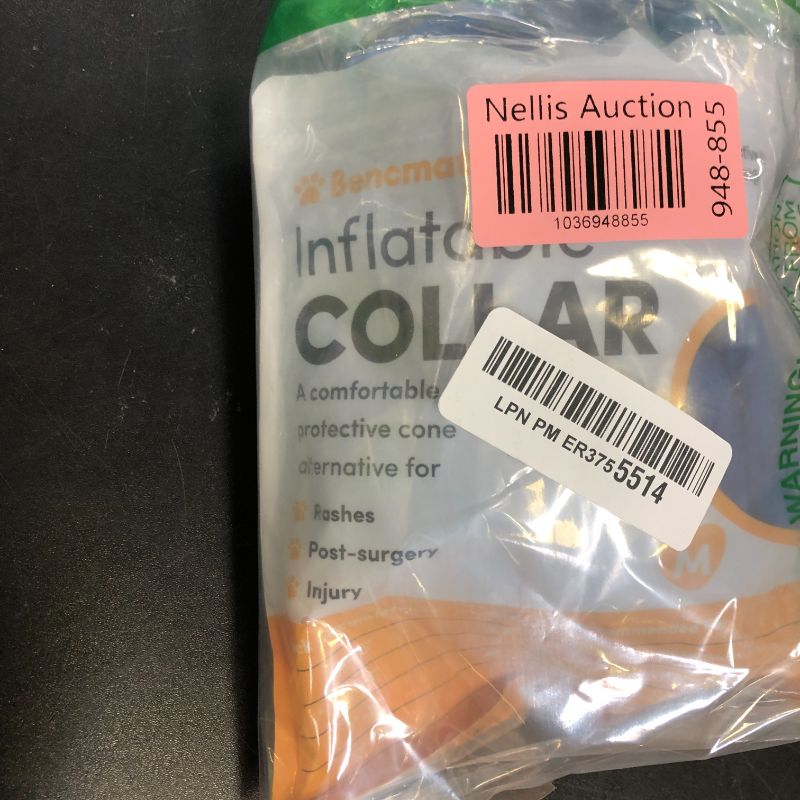 Nellis Auction
1036948855
948-855
Bencmat
Inflatable
COLLAR
A comfortable
protective cone
alternative for
Rashes
Post-surgery
Injury
LPN PM ER3755514
M
WARNING: